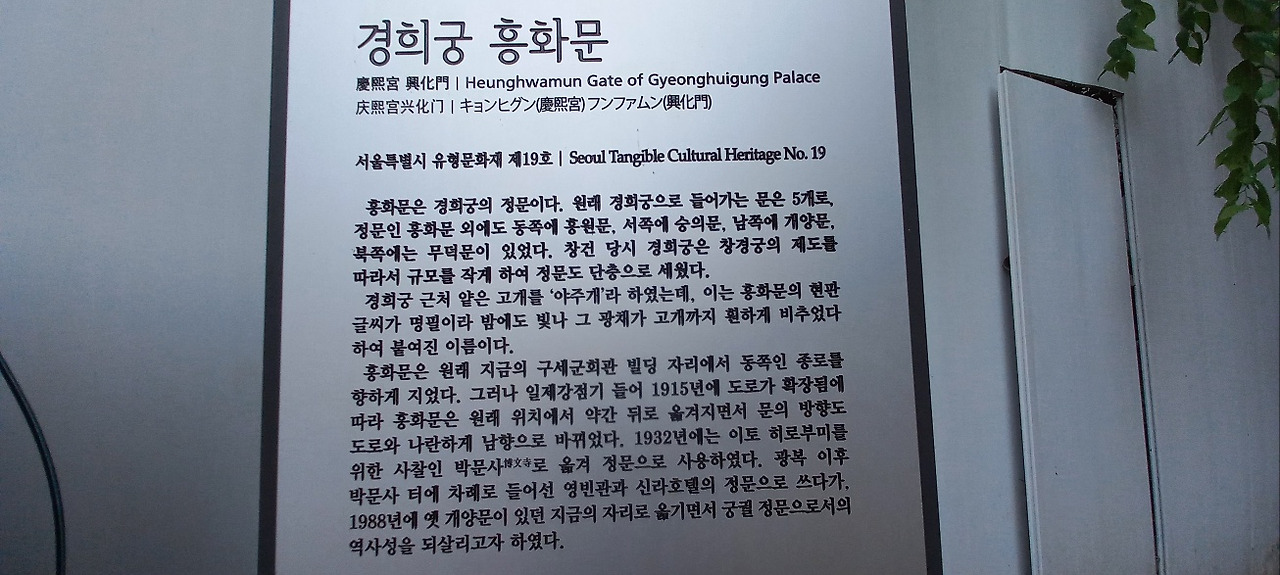 경희궁 흥화문
慶熙宮 興化門 | Heunghwamun Gate of Gyeonghuigung Palace
庆熙宫兴化门 | キョンヒグン(慶熙宮) フンファムン(興化門)
서울특별시 유형문화재 제19호 | Seoul Tangible Cultural Heritage No. 19
흥화문은 경희궁의 정문이다. 원래 경희궁으로 들어가는 문은 5개로,
정문인 흥화문 외에도 동쪽에 흥원문, 서쪽에 숭의문, 남쪽에 개양문,
북쪽에는 무덕문이 있었다. 창건 당시 경희궁은 창경궁의 제도를
따라서 규모를 작게 하여 정문도 단층으로 세웠다.
경희궁 근처 얕은 고개를 ‘야주개’라 하였는데, 이는 흥화문의 현판
글씨가 명필이라 밤에도 빛나 그 광채가 고개까지 훤하게 비추었다
하여 붙여진 이름이다.
흥화문은 원래 지금의 구세군회관 빌딩 자리에서 동쪽인 종로를
향하게 지었다. 그러나 일제강점기 들어 1915년에 도로가 확장됨에
따라 흥화문은 원래 위치에서 약간 뒤로 옮겨지면서 문의 방향도
도로와 나란하게 남향으로 바뀌었다. 1932년에는 이토 히로부미를
위한 사찰인 박문사博文寺로 옮겨 정문으로 사용하였다. 광복 이후
박문사 터에 차례로 들어선 영빈관과 신라호텔의 정문으로 쓰다가,
1988년에 옛 개양문이 있던 지금의 자리로 옮기면서 궁궐 정문으로서의
역사성을 되살리고자 하였다.